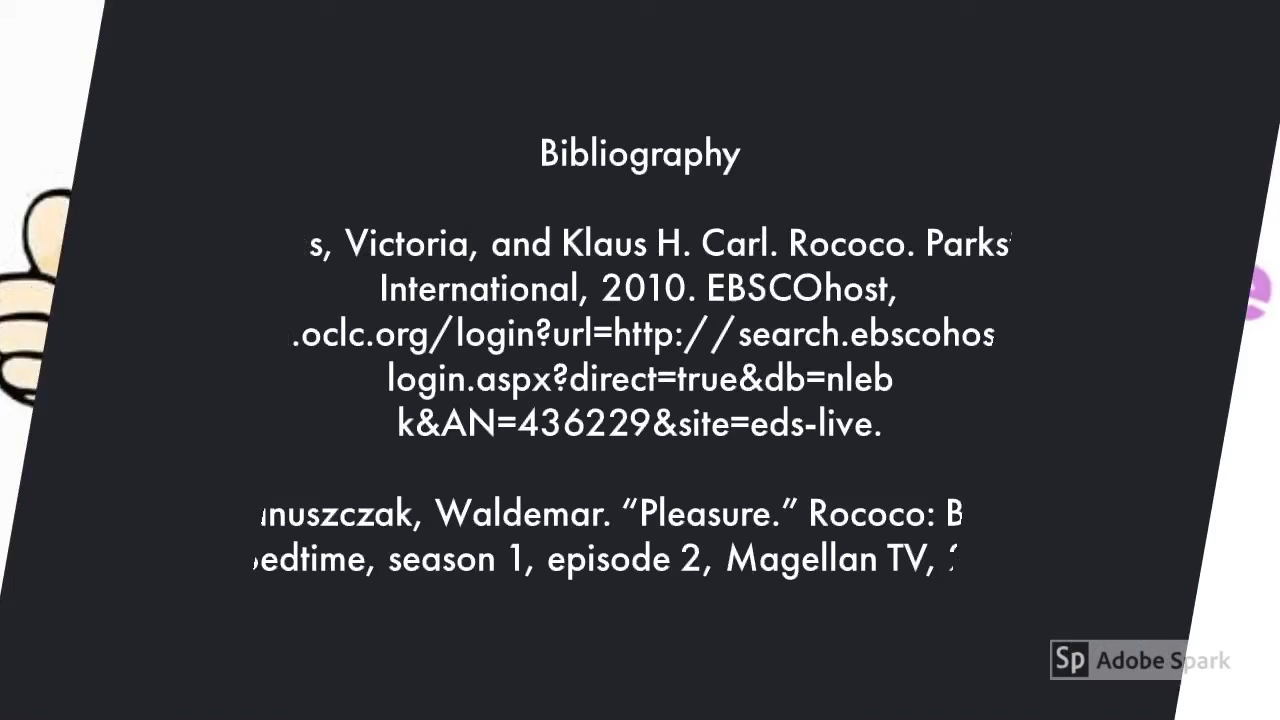 Bibliography
s, Victoria, and Klaus H. Carl. Rococo. Parks
International, 2010. EBSCOhost,
.oclc.org/login?url=http://search.ebscohos
login.aspx?direct=true&db=nleb
k&AN=436229&site=eds-live.
nuszczak, Waldemar. “Pleasure.” Rococo: B
edtime, season 1, episode 2, Magellan TV,
Sp Adobe Spark